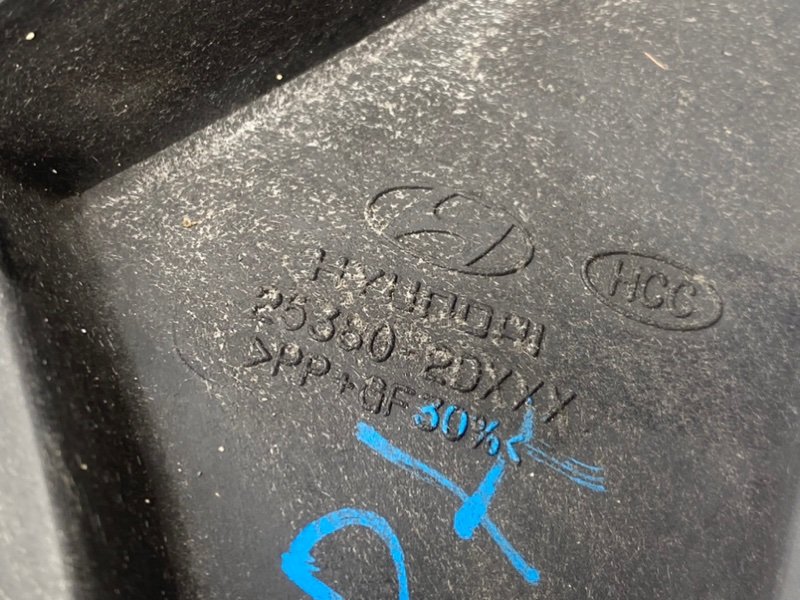 HYUNDAI
HCC
25380-2DXXX
>PP+GF30%<